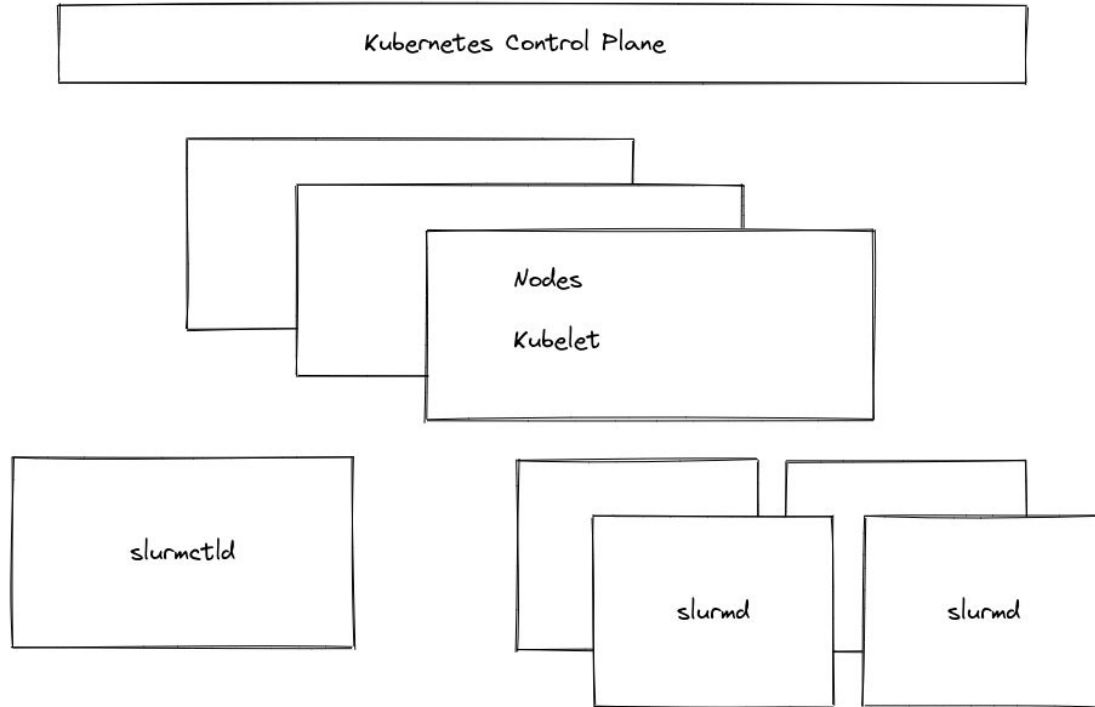 Kubernetes Control Plane
Nodes
Kubelet
slurmctld
slurmd
slurmd